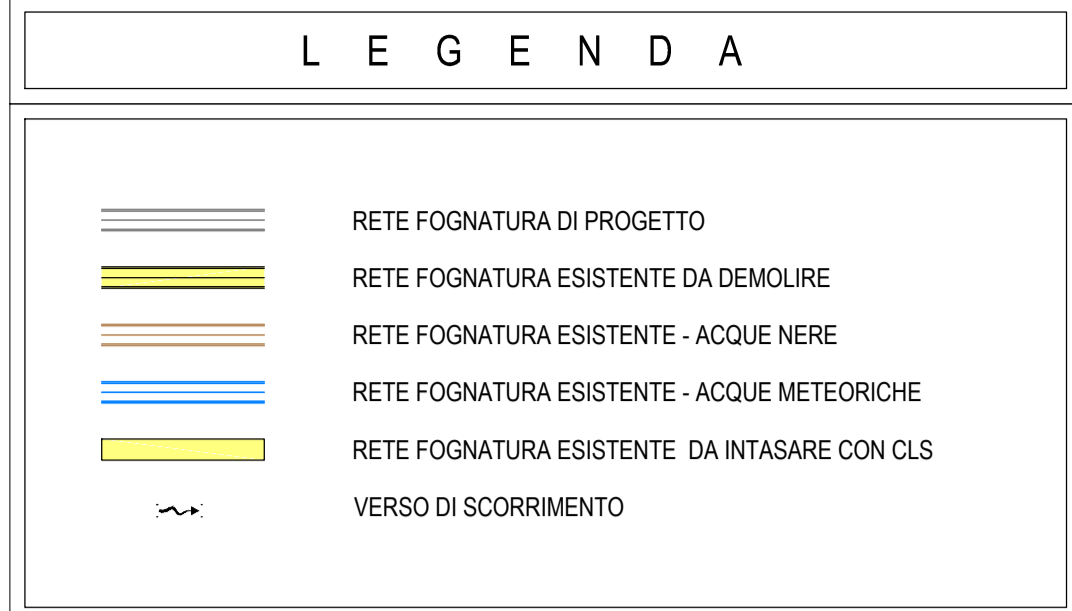 L E G E N D A
RETE FOGNATURA DI PROGETTO
RETE FOGNATURA ESISTENTE DA DEMOLIRE
RETE FOGNATURA ESISTENTE - ACQUE NERE
RETE FOGNATURA ESISTENTE - ACQUE METEORICHE
RETE FOGNATURA ESISTENTE DA INTASARE CON CLS
VERSO DI SCORRIMENTO